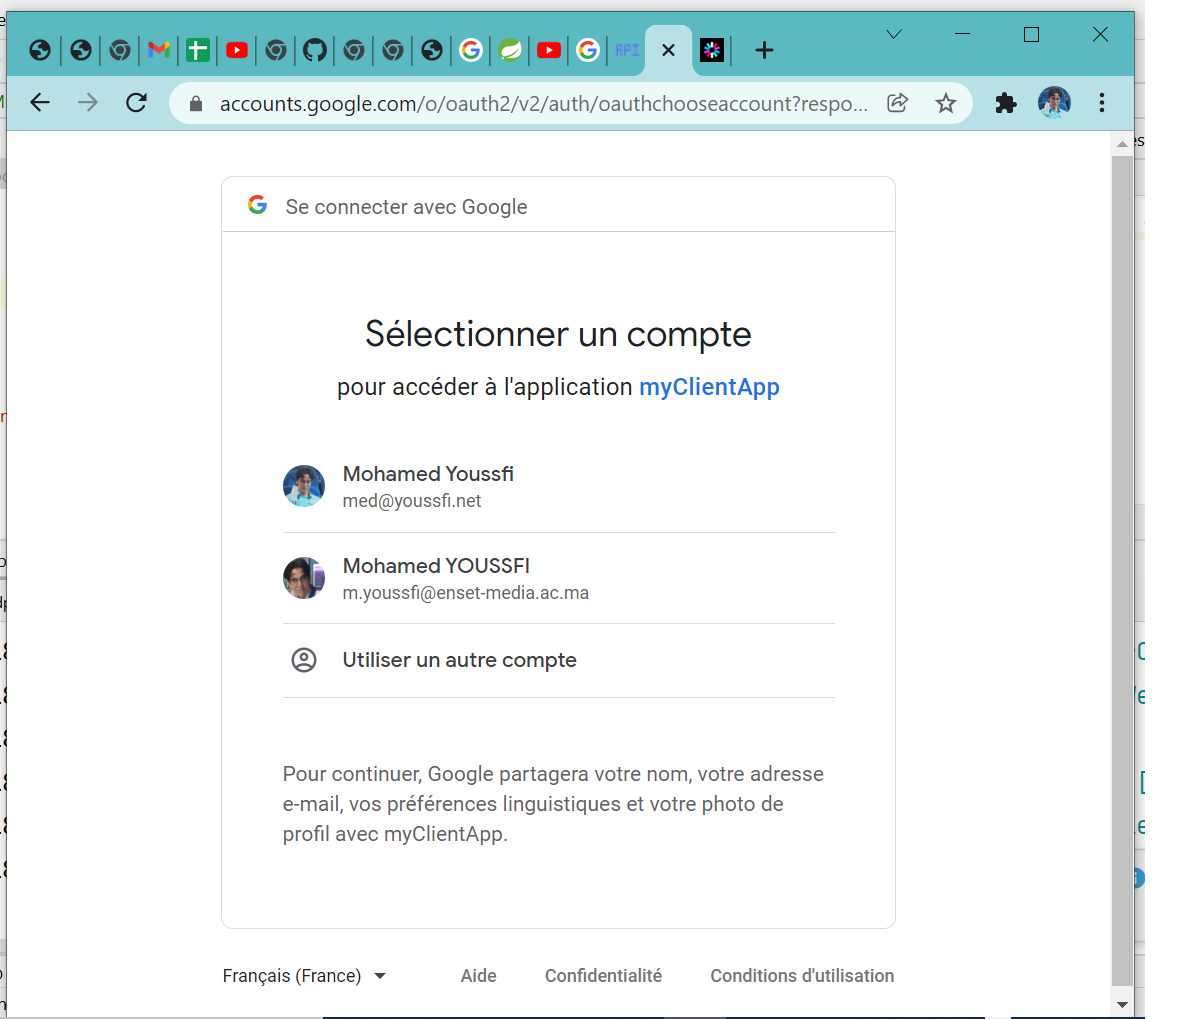 API
accounts.google.com/o/oauth2/v2/auth/oauthchooseaccount?respo...
Se connecter avec Google
Sélectionner un compte
pour accéder à l'application myClientApp
Mohamed Youssfi
med@youssfi.net
Mohamed YOUSSFI
m.youssfi@enset-media.ac.ma
Utiliser un autre compte
Pour continuer, Google partagera votre nom, votre adresse
e-mail, vos préférences linguistiques et votre photo de
profil avec myClientApp.
Français (France)
Aide
Confidentialité
Conditions d'utilisation